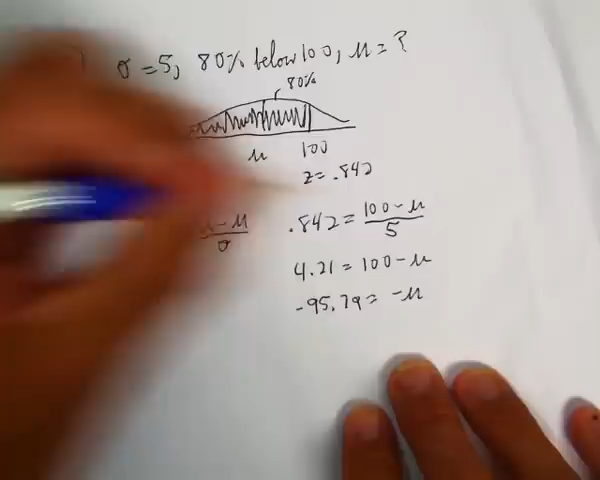 σ = 5, 80% below 100, μ = ?
80%
μ 100
z = .842
- μ
σ
.842 = 100 - μ
5
4.21 = 100 - μ
-95.79 = -μ